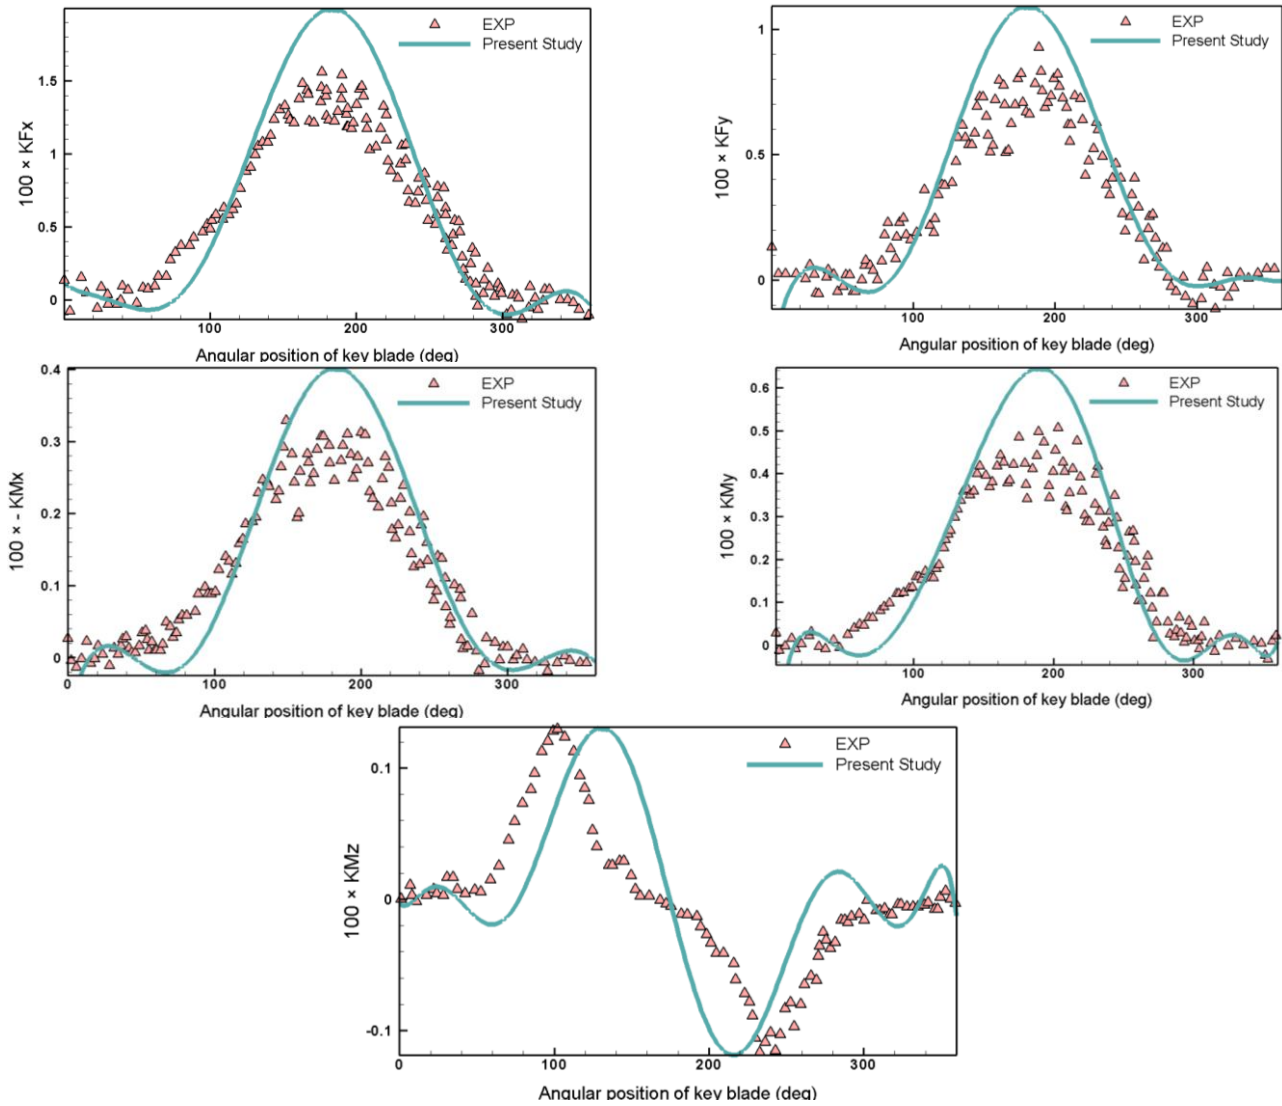 EXP
Present Study
1.5
1
0.5
0
100
200
300
100 × KFx
Angular position of key blade (deg)
EXP
Present Study
1
0.5
0
100
200
300
100 × KFy
Angular position of key blade (deg)
EXP
Present Study
0.4
0.3
0.2
0.1
0
0
100
200
300
100 × - KMx
Angular position of key blade (deg)
EXP
Present Study
0.6
0.5
0.4
0.3
0.2
0.1
0
100
200
300
100 × KMy
Angular position of key blade (deg)
EXP
Present Study
0.1
0
-0.1
0
100
200
300
100 × KMz
Angular position of key blade (deg)